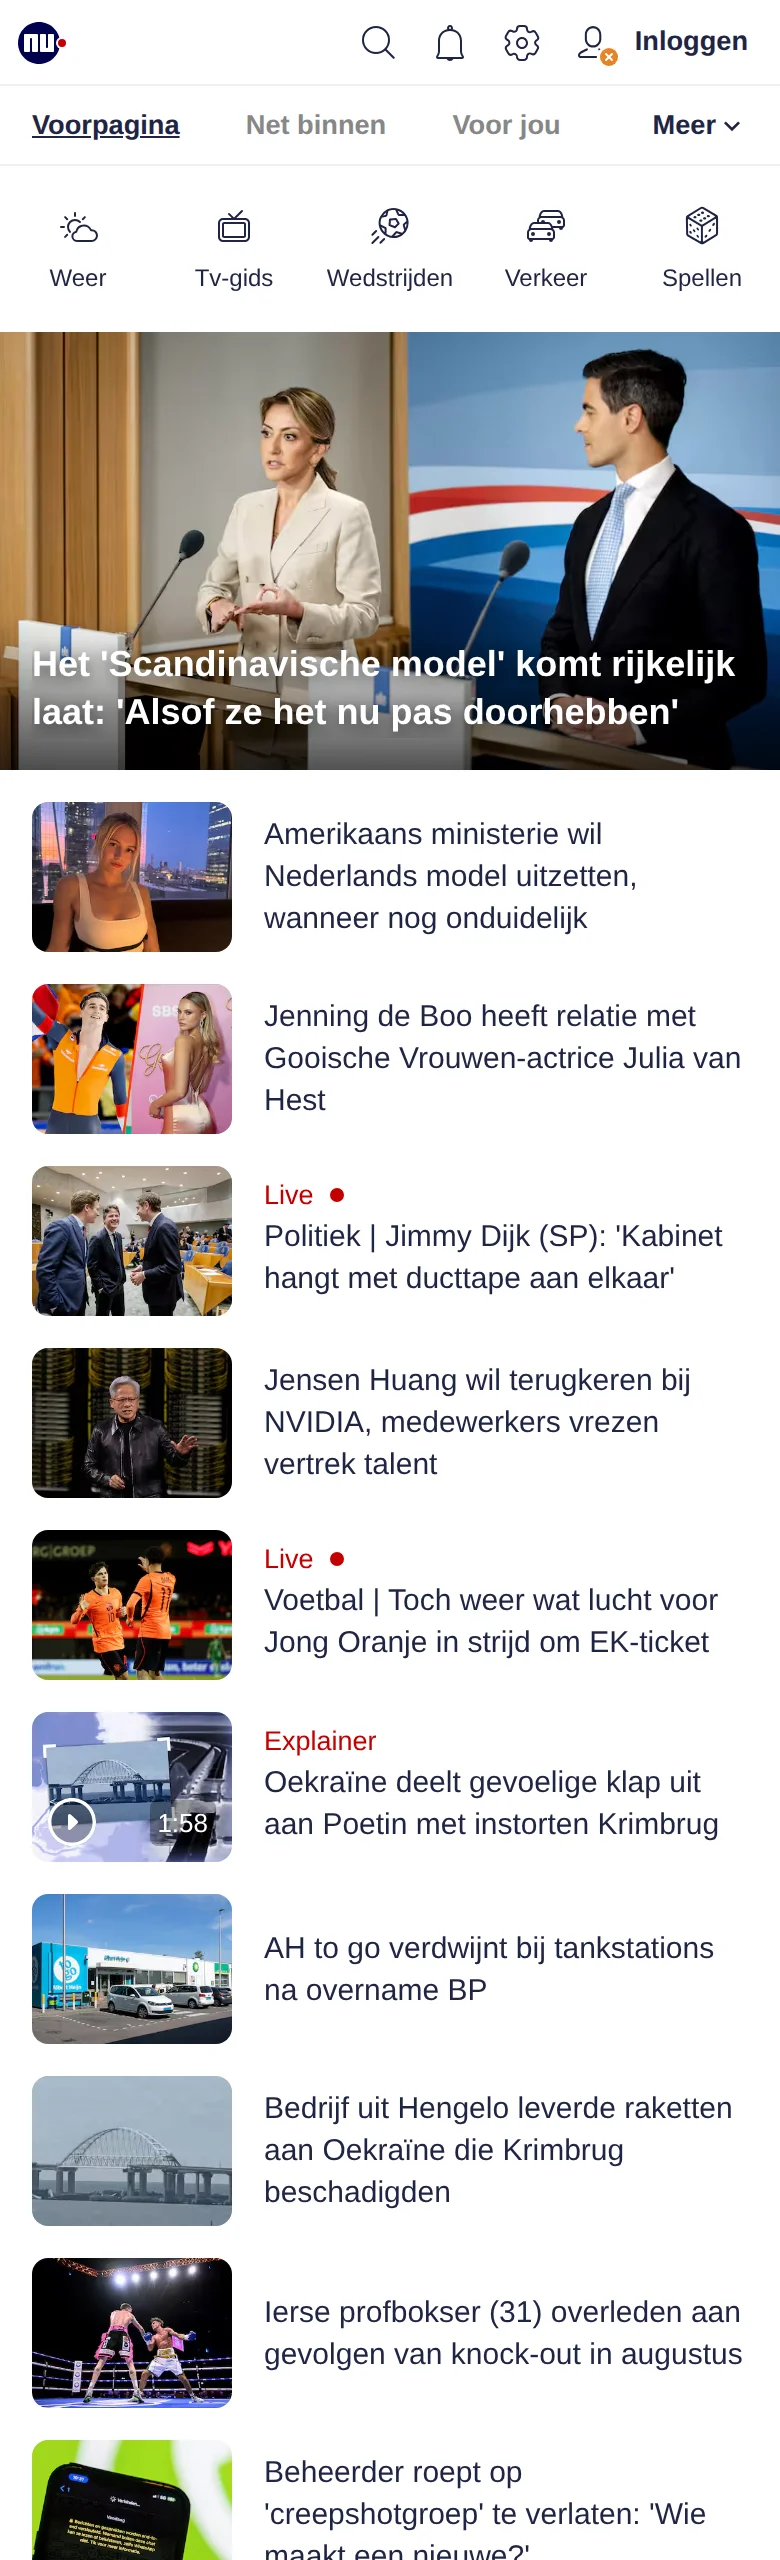 nu
Inloggen
Voorpagina Net binnen Voor jou Meer
Weer Tv-gids Wedstrijden Verkeer Spellen
Het 'Scandinavische model' komt rijkelijk
laat: 'Alsof ze het nu pas doorhebben'
Amerikaans ministerie wil
Nederlands model uitzetten,
wanneer nog onduidelijk
SBS
Jenning de Boo heeft relatie met
Gooische Vrouwen-actrice Julia van
Hest
Live
Politiek | Jimmy Dijk (SP): 'Kabinet
hangt met ducttape aan elkaar'
Jensen Huang wil terugkeren bij
NVIDIA, medewerkers vrezen
vertrek talent
Live
Voetbal | Toch weer wat lucht voor
Jong Oranje in strijd om EK-ticket
1:58
Explainer
Oekraïne deelt gevoelige klap uit
aan Poetin met instorten Krimbrug
AH to go verdwijnt bij tankstations
na overname BP
Bedrijf uit Hengelo leverde raketten
aan Oekraïne die Krimbrug
beschadigden
Ierse profbokser (31) overleden aan
gevolgen van knock-out in augustus
Beheerder roept op
'creepshotgroep' te verlaten: 'Wie
maakt een nieuwe?'